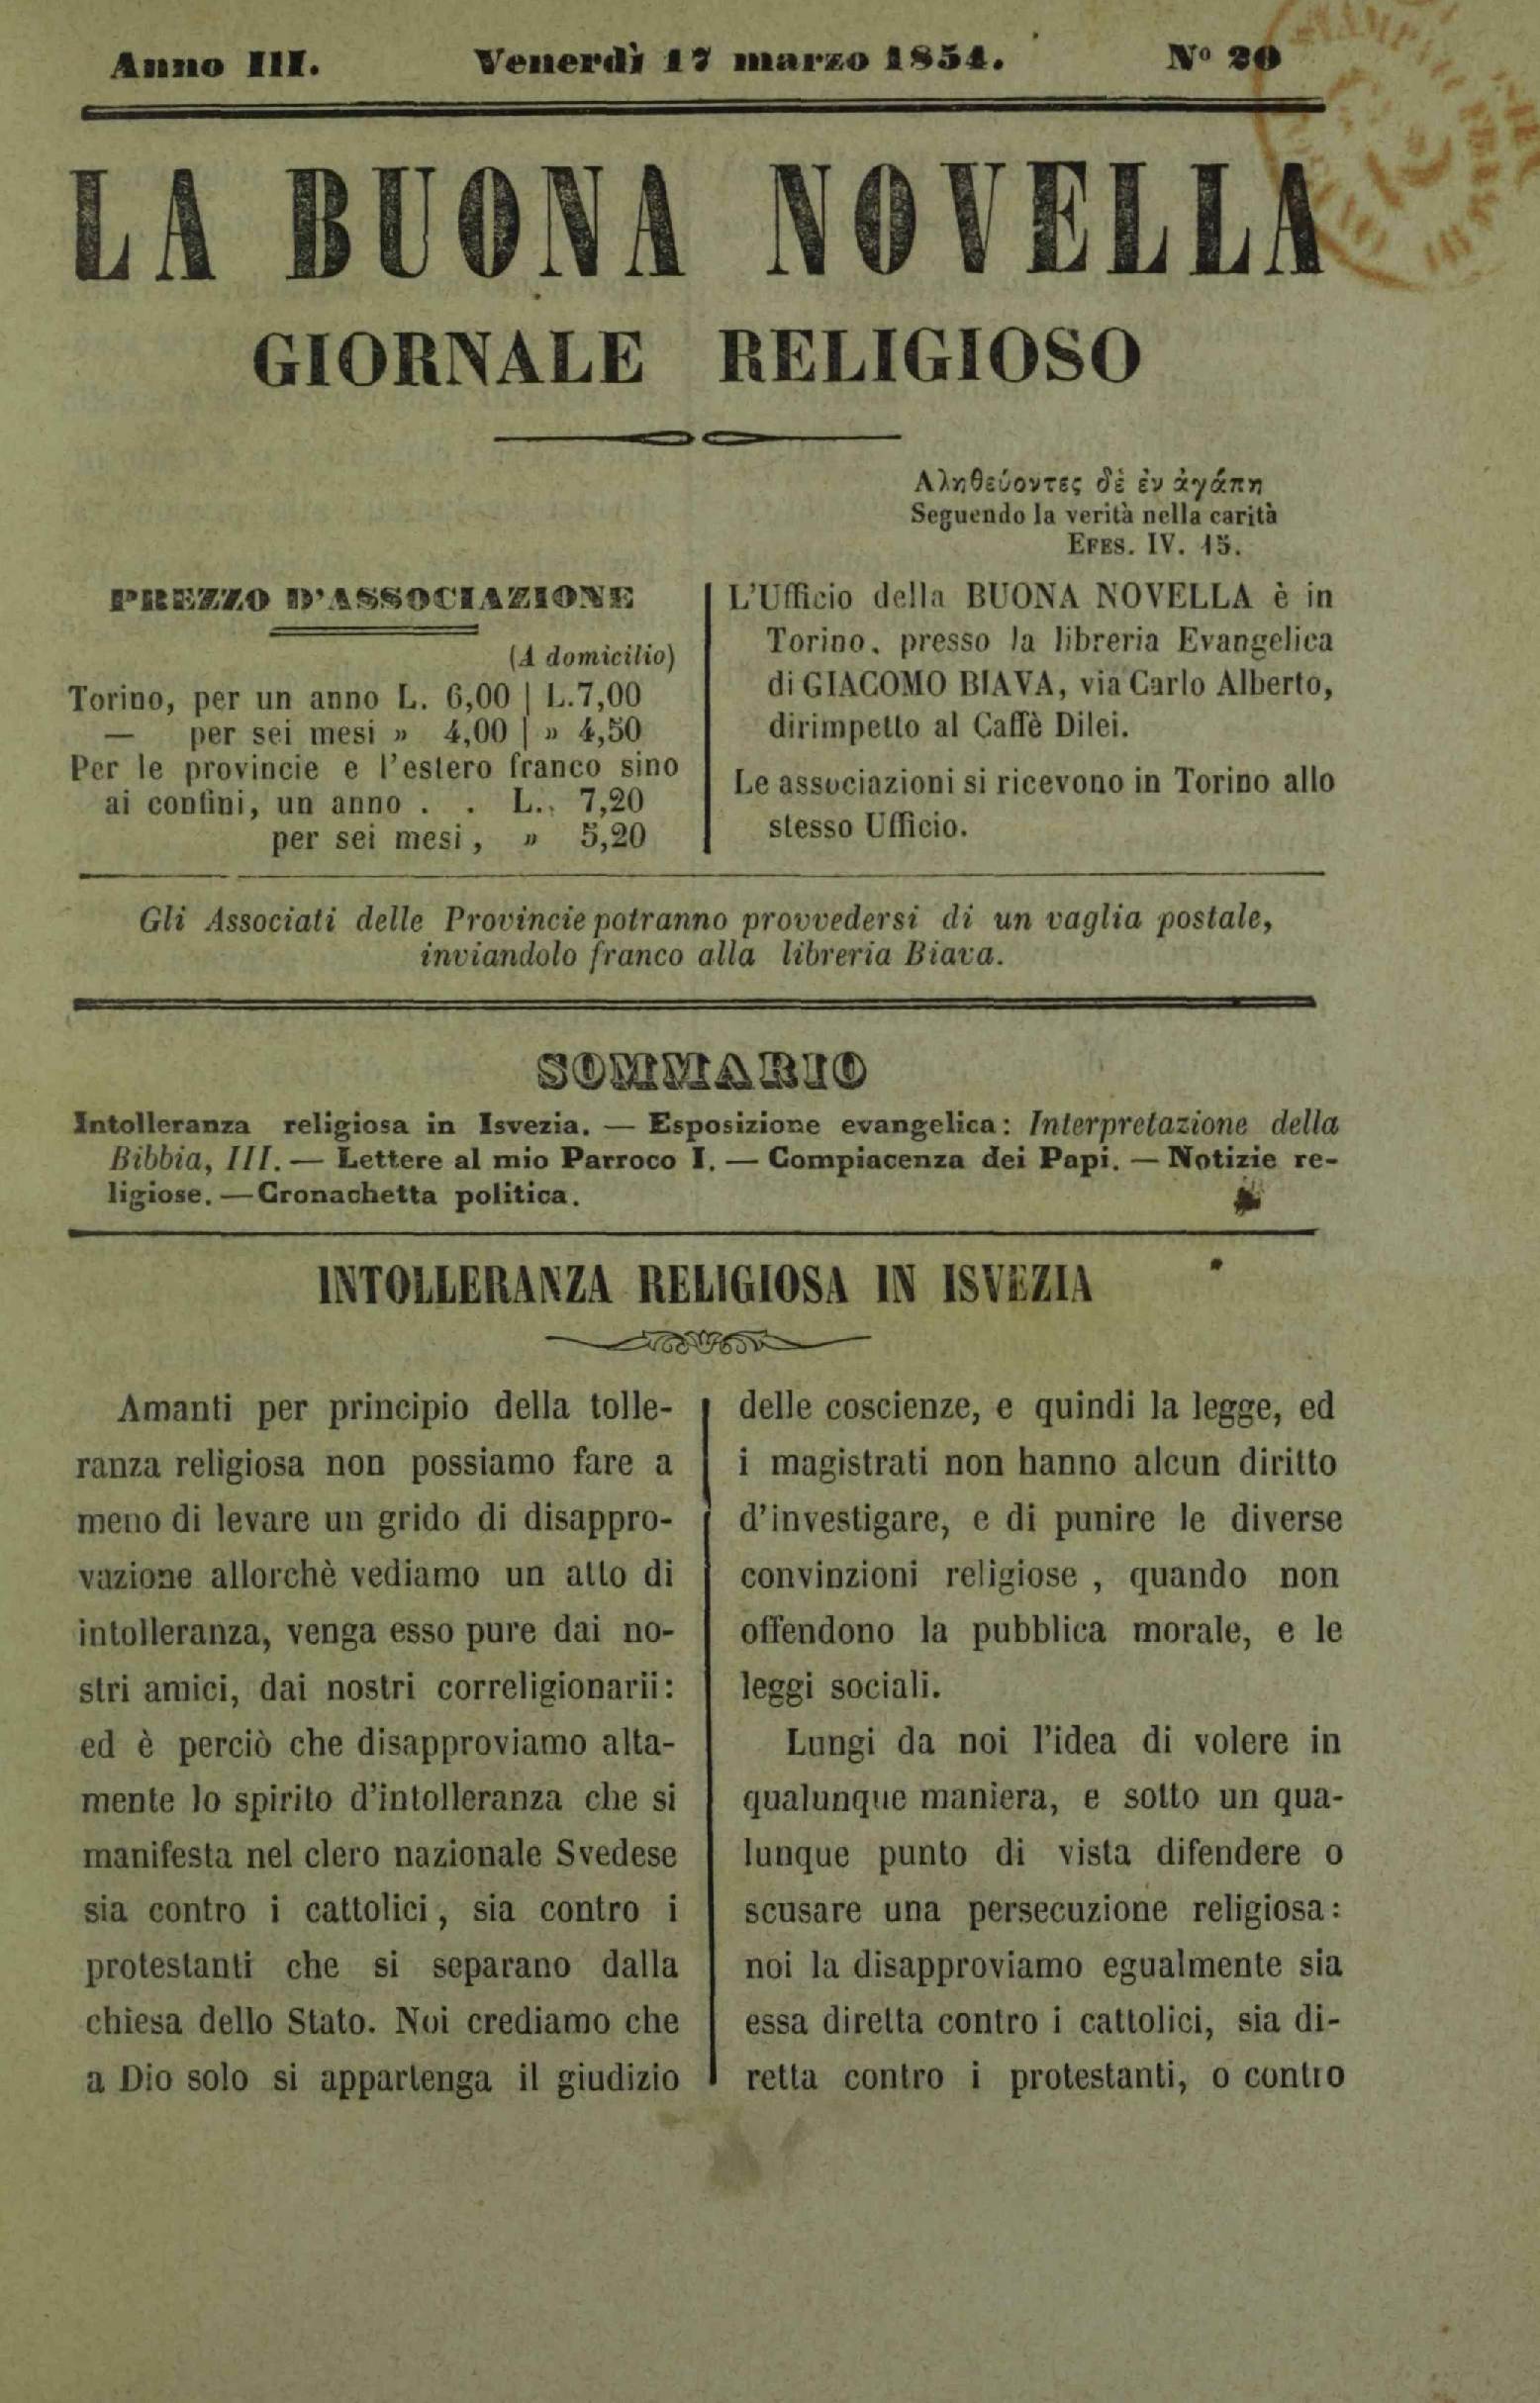 Anno III. Venerdì 17 marzo 1854. Nº 20
LA BUONA NOVELLA
GIORNALE RELIGIOSO
Αληθεύοντες δὲ ἐν ἀγάπη
Seguendo la verità nella carità
EFES. IV. 15.
PREZZO D'ASSOCIAZIONE
(A domicilio)
Torino, per un anno L. 6,00 | L.7,00
— per sei mesi » 4,00 | » 4,50
Per le provincie e l'estero franco sino
ai confini, un anno . . L. 7,20
per sei mesi, » 5,20
L'Ufficio della BUONA NOVELLA è in
Torino, presso la libreria Evangelica
di GIACOMO BIAVA, via Carlo Alberto,
dirimpetto al Caffè Dilei.
Le associazioni si ricevono in Torino allo
stesso Ufficio.
Gli Associati delle Provincie potranno provvedersi di un vaglia postale,
inviandolo franco alla libreria Biava.
SOMMARIO
Intolleranza religiosa in Isvezia. — Esposizione evangelica: Interpretazione della
Bibbia, III. — Lettere al mio Parroco I. — Compiacenza dei Papi. — Notizie re-
ligiose. — Cronachetta politica.
INTOLLERANZA RELIGIOSA IN ISVEZIA
Amanti per principio della tolle-
ranza religiosa non possiamo fare a
meno di levare un grido di disappro-
vazione allorchè vediamo un atto di
intolleranza, venga esso pure dai no-
stri amici, dai nostri correligionarii:
ed è perciò che disapproviamo alta-
mente lo spirito d'intolleranza che si
manifesta nel clero nazionale Svedese
sia contro i cattolici, sia contro i
protestanti che si separano dalla
chiesa dello Stato. Noi crediamo che
a Dio solo si appartenga il giudizio
delle coscienze, e quindi la legge, ed
i magistrati non hanno alcun diritto
d'investigare, e di punire le diverse
convinzioni religiose , quando non
offendono la pubblica morale, e le
leggi sociali.
Lungi da noi l'idea di volere in
qualunque maniera, e sotto un qua-
lunque punto di vista difendere o
scusare una persecuzione religiosa:
noi la disapproviamo egualmente sia
essa diretta contro i cattolici, sia di-
retta contro i protestanti, o contro